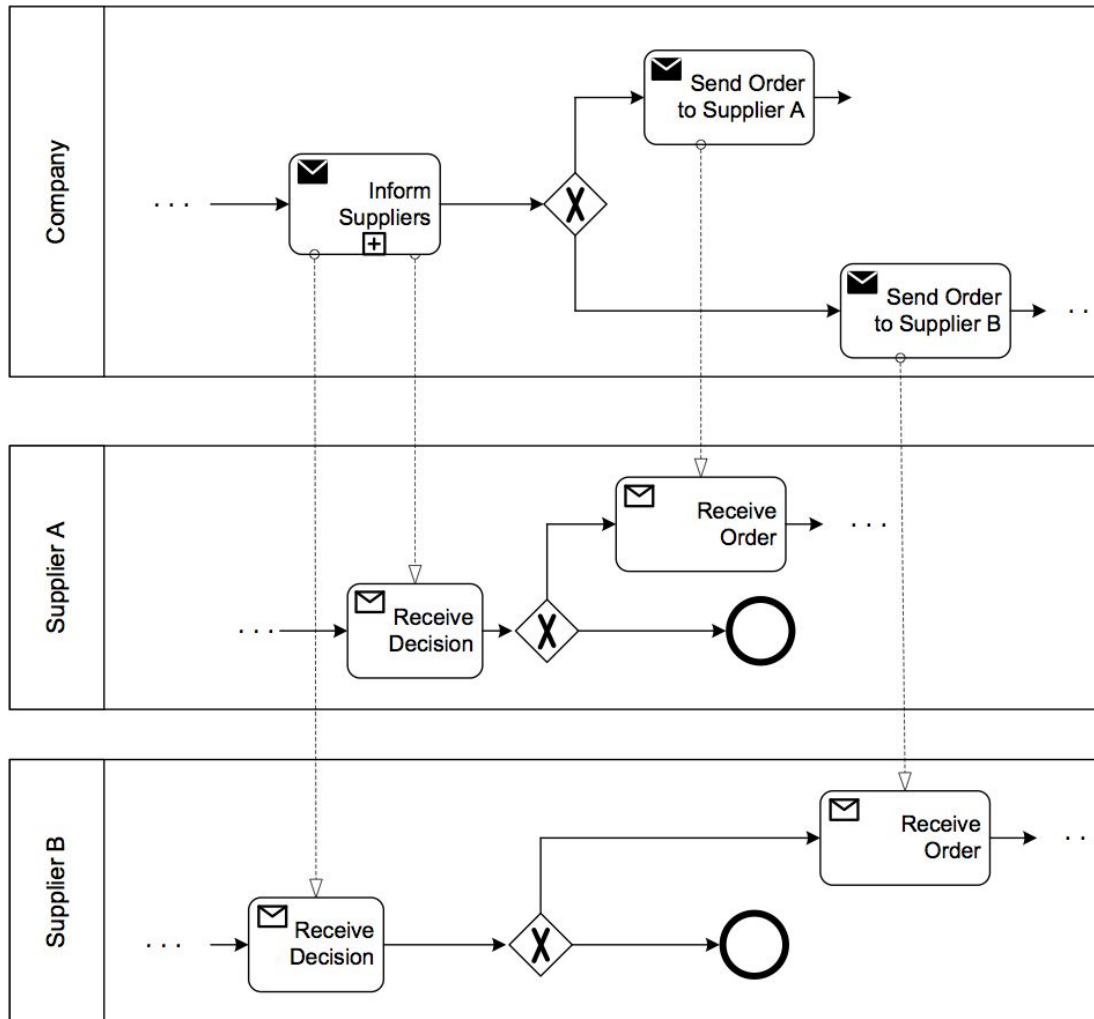 Company
. . .
Inform
Suppliers
Send Order
to Supplier A
Send Order
to Supplier B
. . .
Supplier A
. . .
Receive
Decision
Receive
Order
. . .
Supplier B
. . .
Receive
Decision
Receive
Order
. . .